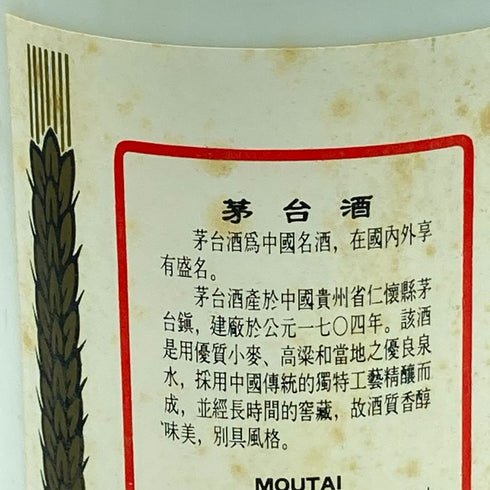 茅台酒
茅台酒爲中國名酒，在國内外享
有盛名。
茅台酒產於中國貴州省仁懷縣茅
台鎭，建廠於公元一七〇四年。該酒
是用優質小麥、高粱和當地之優良泉
水，採用中國傳統的獨特工藝精釀而
成，並經長時間的窖藏，故酒質香醇
味美，別具風格。
MOUTAI